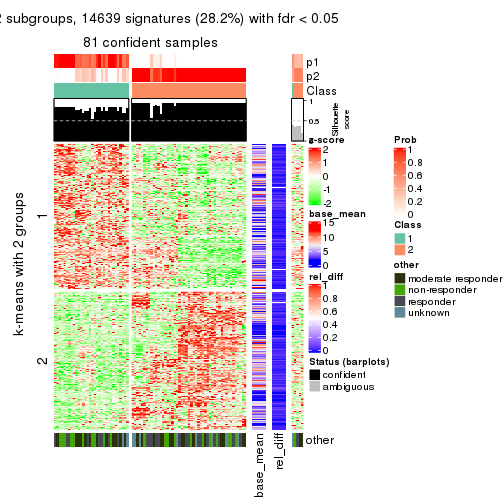 2 subgroups, 14639 signatures (28.2%) with fdr < 0.05
81 confident samples
p1
p2
Class
1
0.5
0
Silhouette
score
k-means with 2 groups
1
2
z-score
2
1
0
-1
-2
base_mean
15
10
5
0
rel_diff
1
0.8
0.6
0.4
0.2
0
Status (barplots)
confident
ambiguous
Prob
1
0.8
0.6
0.4
0.2
0
Class
1
2
other
moderate responder
non-responder
responder
unknown
other
base_mean
rel_diff